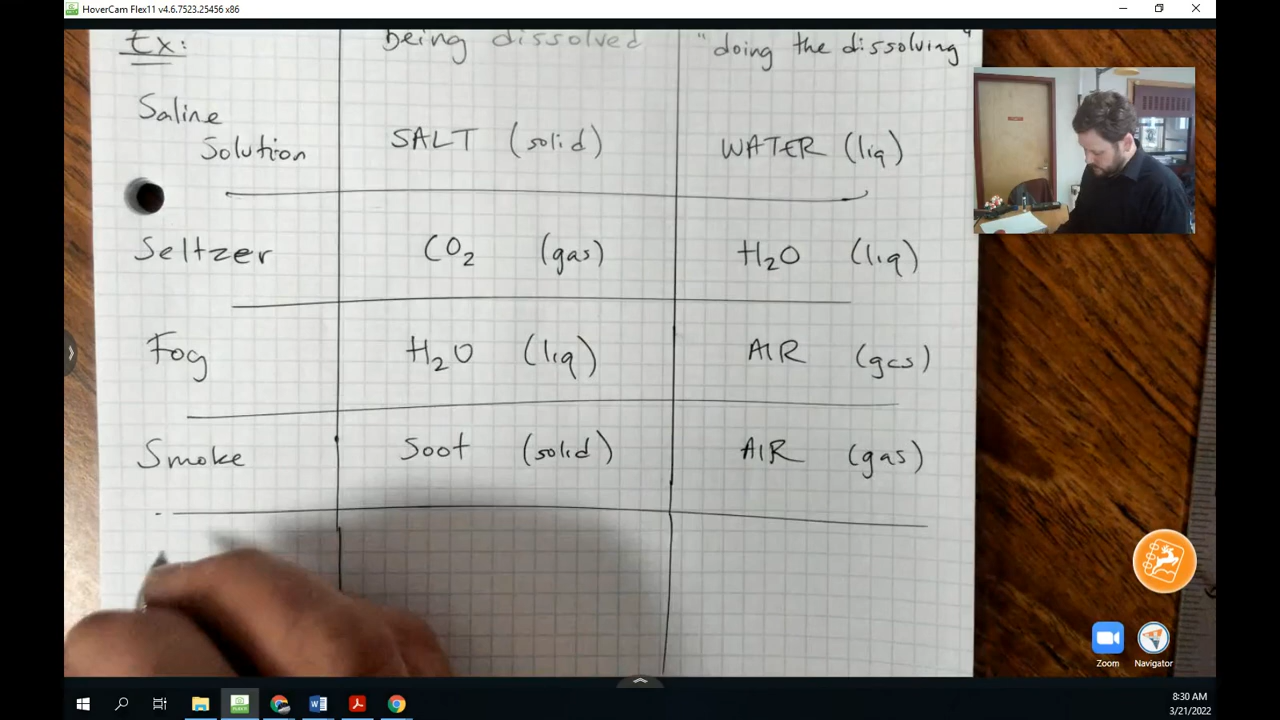 HoverCam Flex11 v4.6.7523.25456 x86
Ex: being dissolved "doing the dissolving"
Saline
Solution SALT (solid) WATER (liq)
Seltzer CO₂ (gas) H₂O (liq)
Fog H₂O (liq) AIR (gas)
Smoke Soot (solid) AIR (gas)
Zoom Navigator
8:30 AM
3/21/2022